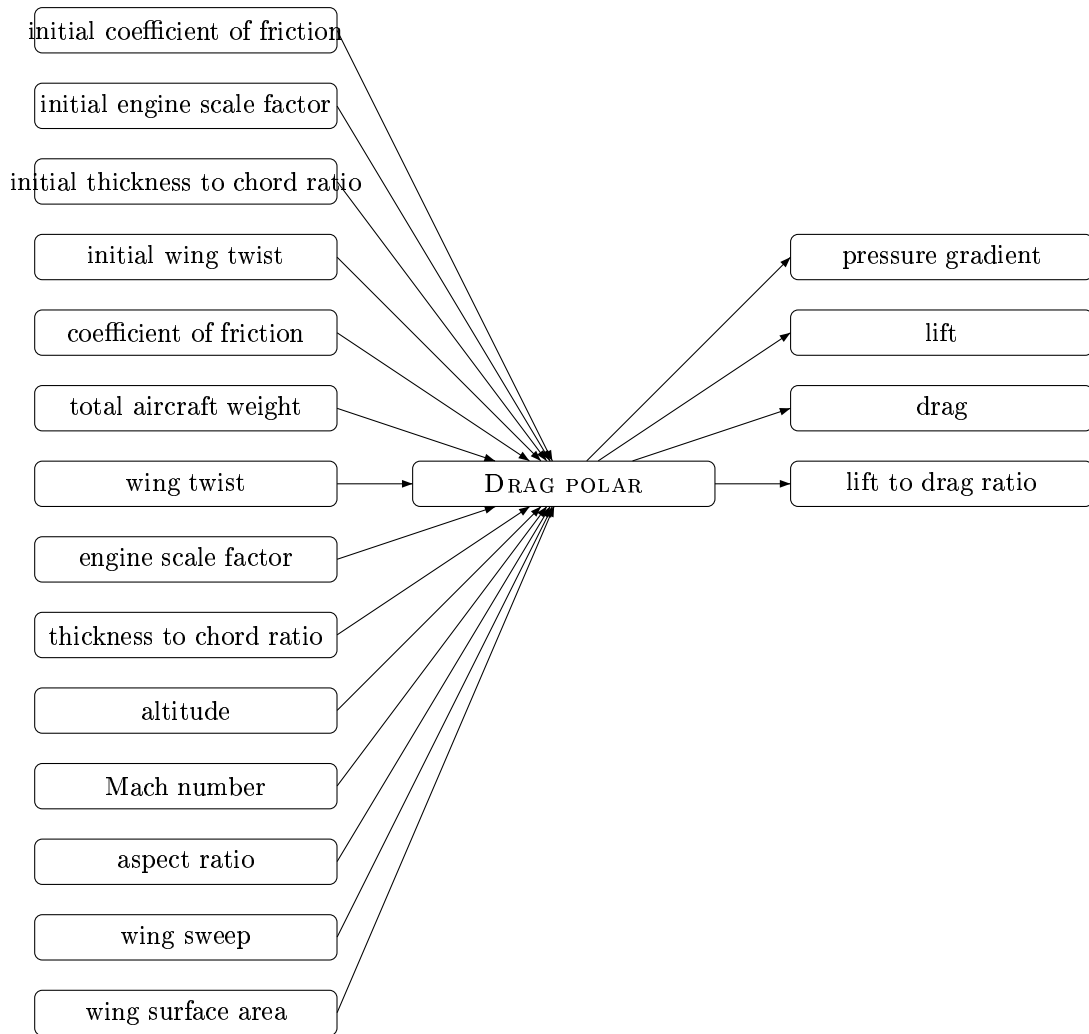 initial coefficient of friction
initial engine scale factor
initial thickness to chord ratio
initial wing twist
coefficient of friction
total aircraft weight
wing twist
engine scale factor
thickness to chord ratio
altitude
Mach number
aspect ratio
wing sweep
wing surface area
Drag polar
pressure gradient
lift
drag
lift to drag ratio